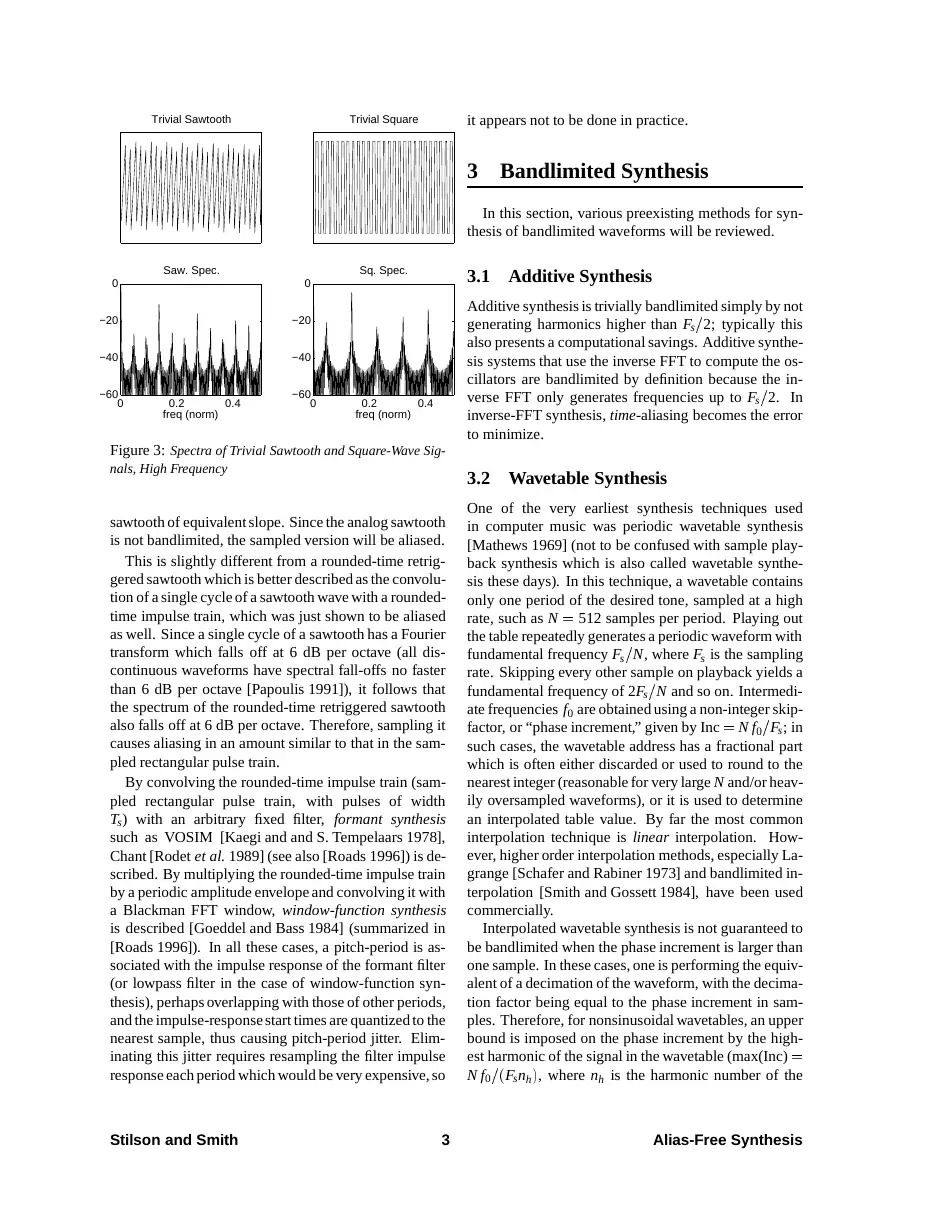 Trivial Sawtooth
Trivial Square
Saw. Spec.
0
−20
−40
−60
0 0.2 0.4
freq (norm)
Sq. Spec.
0
−20
−40
−60
0 0.2 0.4
freq (norm)
Figure 3: Spectra of Trivial Sawtooth and Square-Wave Sig-
nals, High Frequency
sawtooth of equivalent slope. Since the analog sawtooth
is not bandlimited, the sampled version will be aliased.
This is slightly different from a rounded-time retrig-
gered sawtooth which is better described as the convolu-
tion of a single cycle of a sawtooth wave with a rounded-
time impulse train, which was just shown to be aliased
as well. Since a single cycle of a sawtooth has a Fourier
transform which falls off at 6 dB per octave (all dis-
continuous waveforms have spectral fall-offs no faster
than 6 dB per octave [Papoulis 1991]), it follows that
the spectrum of the rounded-time retriggered sawtooth
also falls off at 6 dB per octave. Therefore, sampling it
causes aliasing in an amount similar to that in the sam-
pled rectangular pulse train.
By convolving the rounded-time impulse train (sam-
pled rectangular pulse train, with pulses of width
Ts) with an arbitrary fixed filter, formant synthesis
such as VOSIM [Kaegi and and S. Tempelaars 1978],
Chant [Rodet et al. 1989] (see also [Roads 1996]) is de-
scribed. By multiplying the rounded-time impulse train
by a periodic amplitude envelope and convolving it with
a Blackman FFT window, window-function synthesis
is described [Goeddel and Bass 1984] (summarized in
[Roads 1996]). In all these cases, a pitch-period is as-
sociated with the impulse response of the formant filter
(or lowpass filter in the case of window-function syn-
thesis), perhaps overlapping with those of other periods,
and the impulse-response start times are quantized to the
nearest sample, thus causing pitch-period jitter. Elim-
inating this jitter requires resampling the filter impulse
response each period which would be very expensive, so
it appears not to be done in practice.
3 Bandlimited Synthesis
In this section, various preexisting methods for syn-
thesis of bandlimited waveforms will be reviewed.
3.1 Additive Synthesis
Additive synthesis is trivially bandlimited simply by not
generating harmonics higher than Fs/2; typically this
also presents a computational savings. Additive synthe-
sis systems that use the inverse FFT to compute the os-
cillators are bandlimited by definition because the in-
verse FFT only generates frequencies up to Fs/2. In
inverse-FFT synthesis, time-aliasing becomes the error
to minimize.
3.2 Wavetable Synthesis
One of the very earliest synthesis techniques used
in computer music was periodic wavetable synthesis
[Mathews 1969] (not to be confused with sample play-
back synthesis which is also called wavetable synthe-
sis these days). In this technique, a wavetable contains
only one period of the desired tone, sampled at a high
rate, such as N = 512 samples per period. Playing out
the table repeatedly generates a periodic waveform with
fundamental frequency Fs/N, where Fs is the sampling
rate. Skipping every other sample on playback yields a
fundamental frequency of 2Fs/N and so on. Intermedi-
ate frequencies f0 are obtained using a non-integer skip-
factor, or “phase increment,” given by Inc = N f0/Fs; in
such cases, the wavetable address has a fractional part
which is often either discarded or used to round to the
nearest integer (reasonable for very large N and/or heav-
ily oversampled waveforms), or it is used to determine
an interpolated table value. By far the most common
interpolation technique is linear interpolation. How-
ever, higher order interpolation methods, especially La-
grange [Schafer and Rabiner 1973] and bandlimited in-
terpolation [Smith and Gossett 1984], have been used
commercially.
Interpolated wavetable synthesis is not guaranteed to
be bandlimited when the phase increment is larger than
one sample. In these cases, one is performing the equiv-
alent of a decimation of the waveform, with the decima-
tion factor being equal to the phase increment in sam-
ples. Therefore, for nonsinusoidal wavetables, an upper
bound is imposed on the phase increment by the high-
est harmonic of the signal in the wavetable (max(Inc) =
N f0/(Fsnh), where nh is the harmonic number of the
Stilson and Smith 3 Alias-Free Synthesis